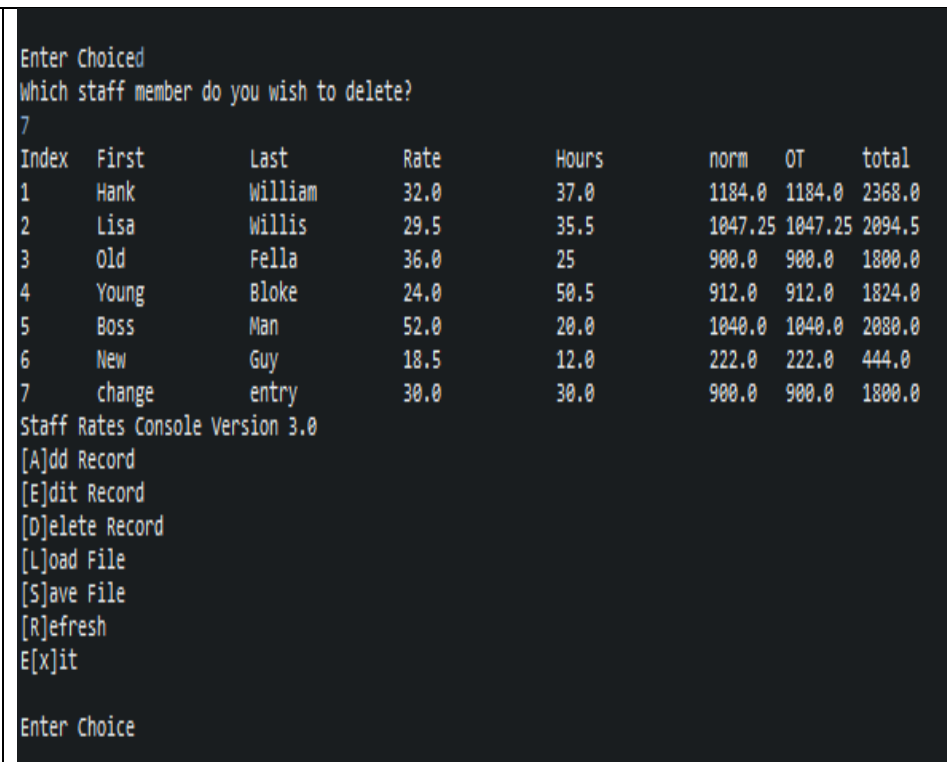 Enter Choiced
Which staff member do you wish to delete?
7
Index First Last Rate Hours norm OT total
1 Hank William 32.0 37.0 1184.0 1184.0 2368.0
2 Lisa Willis 29.5 35.5 1047.25 1047.25 2094.5
3 Old Fella 36.0 25 900.0 900.0 1800.0
4 Young Bloke 24.0 50.5 912.0 912.0 1824.0
5 Boss Man 52.0 20.0 1040.0 1040.0 2080.0
6 New Guy 18.5 12.0 222.0 222.0 444.0
7 change entry 30.0 30.0 900.0 900.0 1800.0
Staff Rates Console Version 3.0
[A]dd Record
[E]dit Record
[D]elete Record
[L]oad File
[S]ave File
[R]efresh
E[x]it
Enter Choice